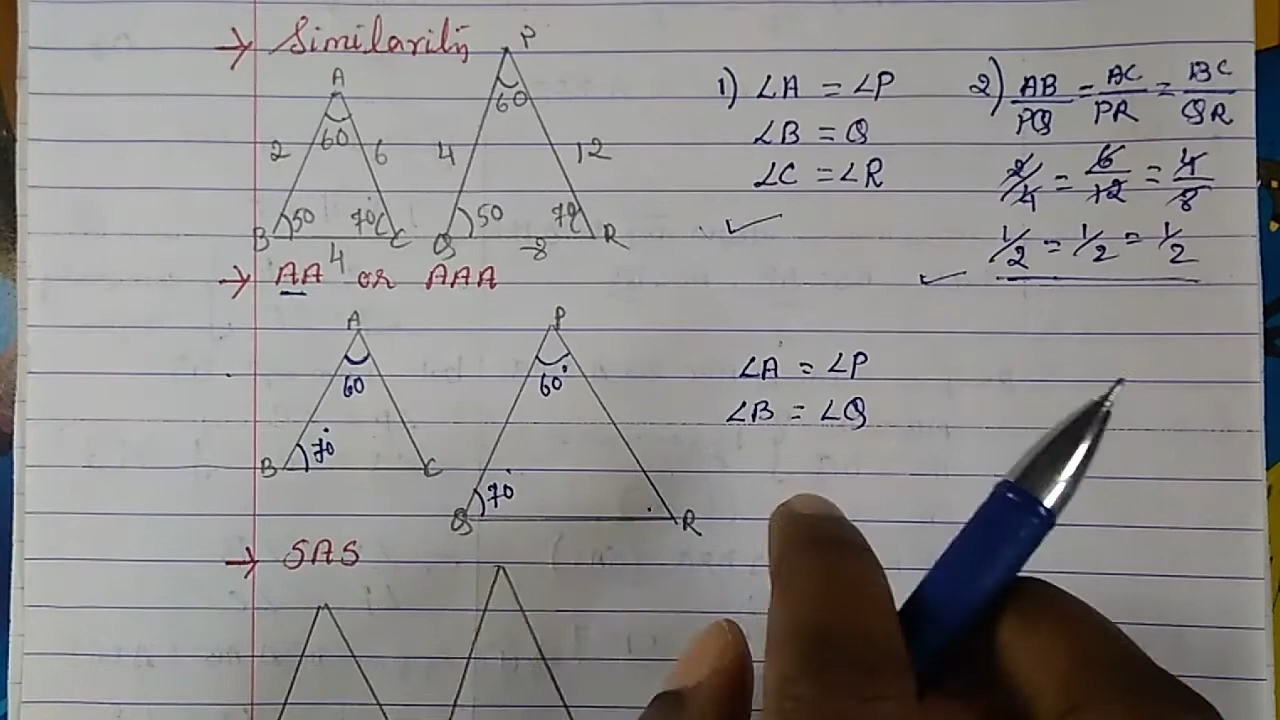 → Similarity
A
60
2
6
B
50
70
C
4
P
60
4
12
Q
50
70
R
8
1) ∠A = ∠P
∠B = Q
∠C = ∠R
✓
2) AB/PQ = AC/PR = BC/QR
2/4 = 6/12 = 4/8
1/2 = 1/2 = 1/2
✓
→ AA or AAA
A
60
B
70°
C
P
60°
Q
70°
R
∠A = ∠P
∠B = ∠Q
→ SAS